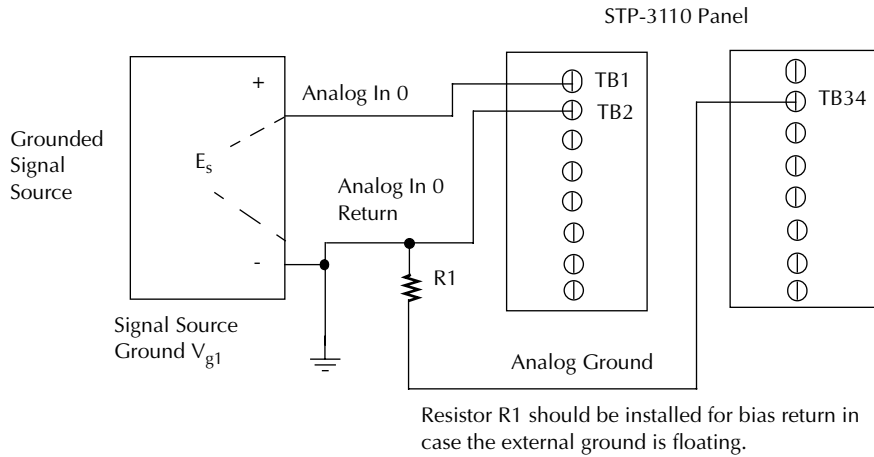 STP-3110 Panel
+
Analog In 0
TB1
TB2
TB34
Grounded
Signal
Source
Es
Analog In 0
Return
-
R1
Signal Source
Ground Vg1
Analog Ground
Resistor R1 should be installed for bias return in
case the external ground is floating.